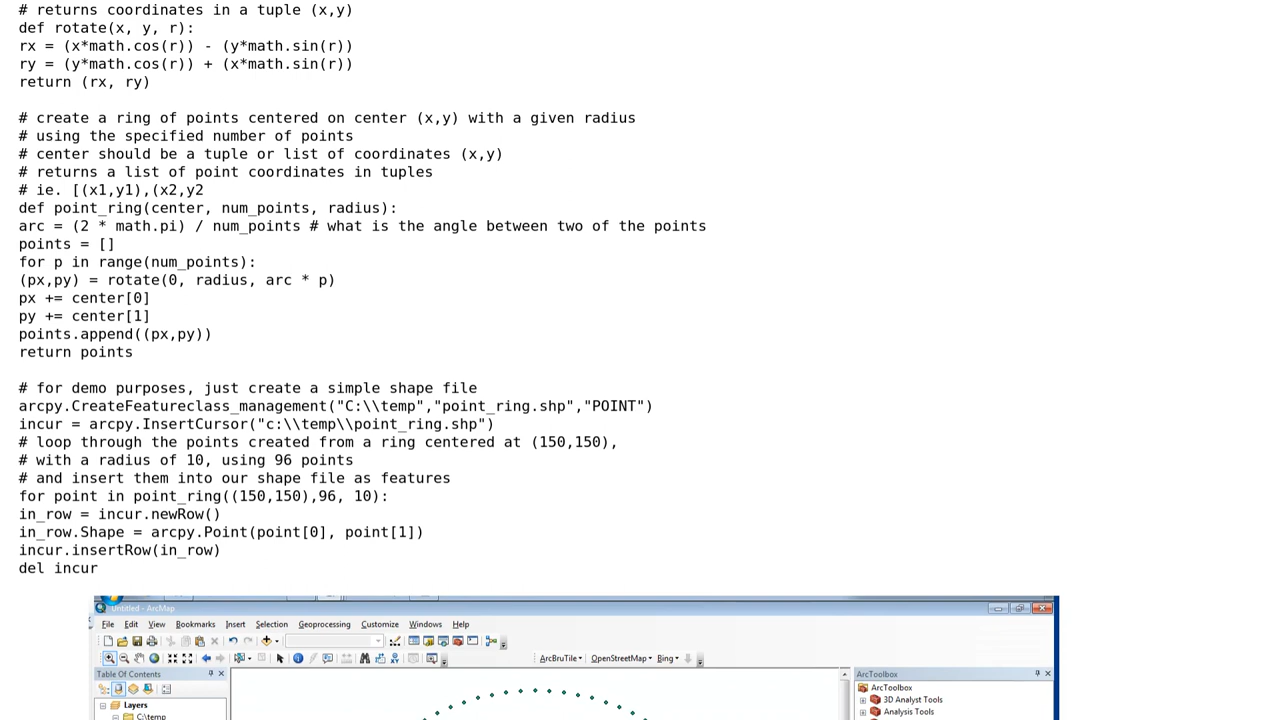 # returns coordinates in a tuple (x,y)
def rotate(x, y, r):
rx = (x*math.cos(r)) - (y*math.sin(r))
ry = (y*math.cos(r)) + (x*math.sin(r))
return (rx, ry)
# create a ring of points centered on center (x,y) with a given radius
# using the specified number of points
# center should be a tuple or list of coordinates (x,y)
# returns a list of point coordinates in tuples
# ie. [(x1,y1),(x2,y2
def point_ring(center, num_points, radius):
arc = (2 * math.pi) / num_points # what is the angle between two of the points
points = []
for p in range(num_points):
(px,py) = rotate(0, radius, arc * p)
px += center[0]
py += center[1]
points.append((px,py))
return points
# for demo purposes, just create a simple shape file
arcpy.CreateFeatureclass_management("C:\\temp","point_ring.shp","POINT")
incur = arcpy.InsertCursor("c:\\temp\\point_ring.shp")
# loop through the points created from a ring centered at (150,150),
# with a radius of 10, using 96 points
# and insert them into our shape file as features
for point in point_ring((150,150),96, 10):
in_row = incur.newRow()
in_row.Shape = arcpy.Point(point[0], point[1])
incur.insertRow(in_row)
del incur
Untitled - ArcMap
File Edit View Bookmarks Insert Selection Geoprocessing Customize Windows Help
ArcBruTile OpenStreetMap Bing
Table Of Contents
ArcToolbox
Layers
C:\temp
ArcToolbox
3D Analyst Tools
Analysis Tools